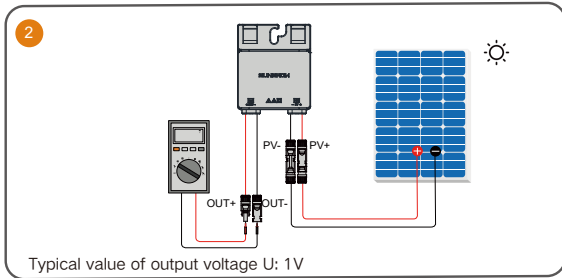 2
PV-
PV+
OUT+
OUT-
Typical value of output voltage U: 1V